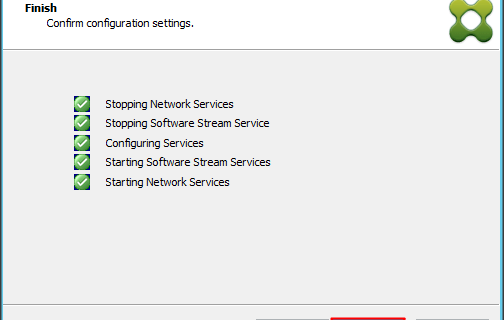 Finish
Confirm configuration settings.
Stopping Network Services
Stopping Software Stream Service
Configuring Services
Starting Software Stream Services
Starting Network Services